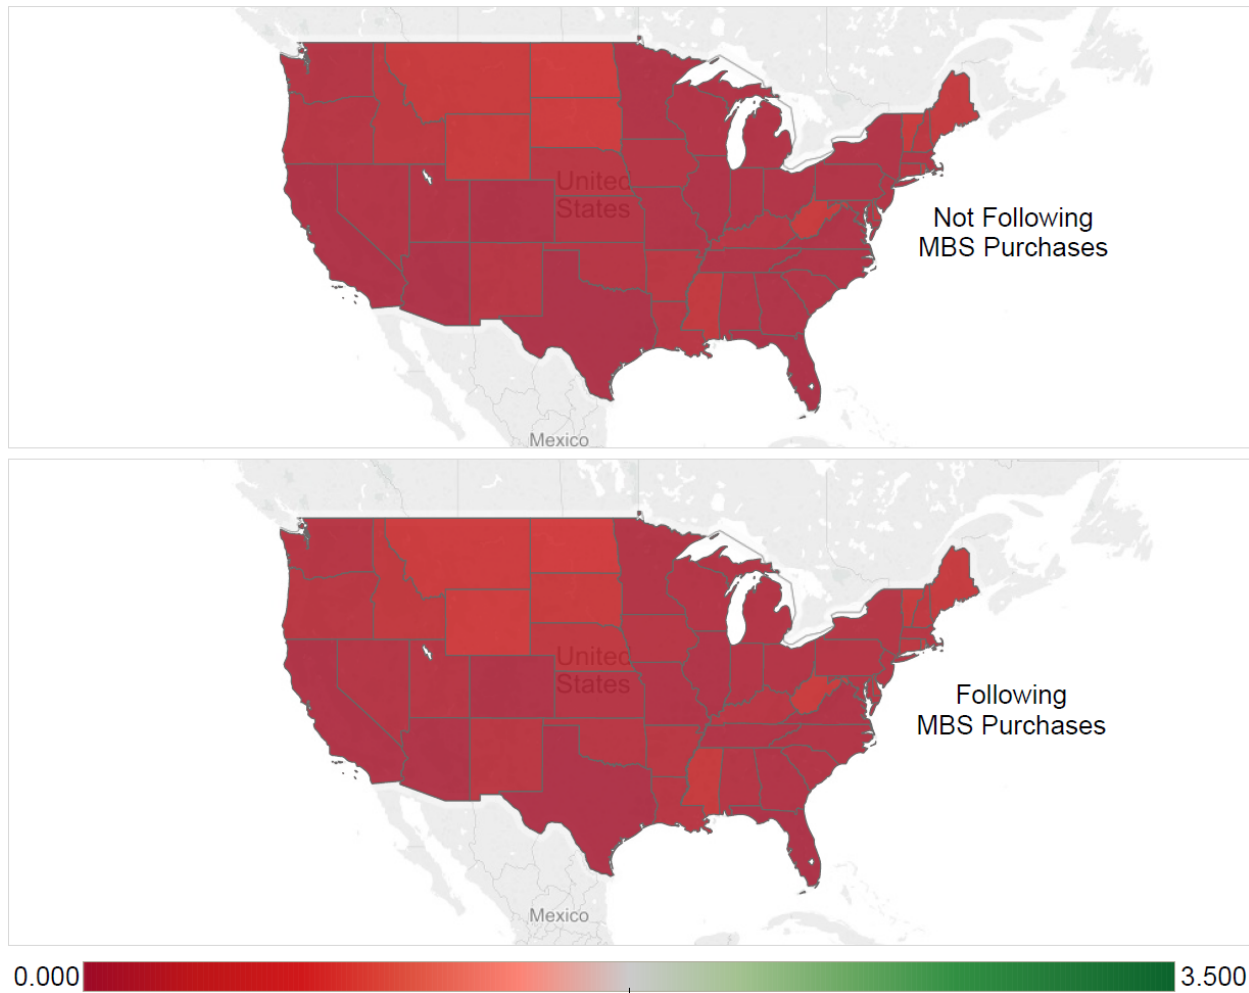 United
States
Not Following
MBS Purchases
Mexico
United
States
Following
MBS Purchases
Mexico
0.000 3.500